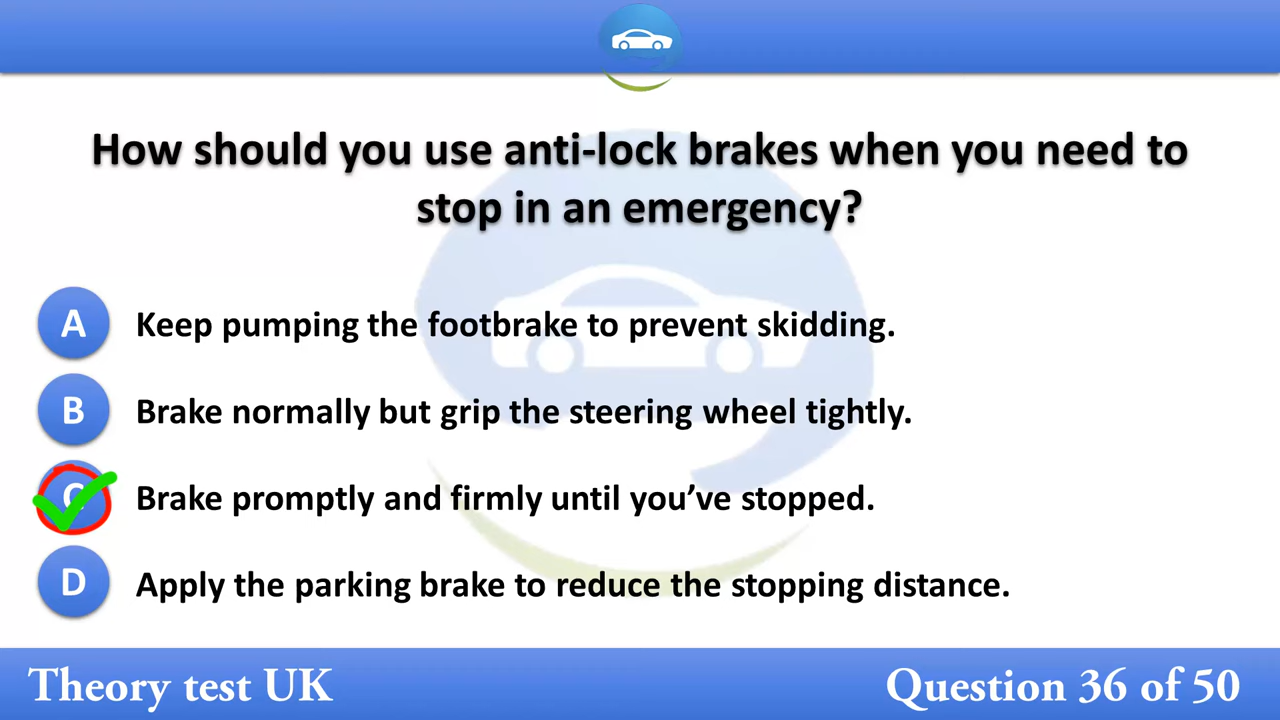 How should you use anti-lock brakes when you need to
stop in an emergency?
A Keep pumping the footbrake to prevent skidding.
B Brake normally but grip the steering wheel tightly.
C Brake promptly and firmly until you’ve stopped.
D Apply the parking brake to reduce the stopping distance.
Theory test UK Question 36 of 50